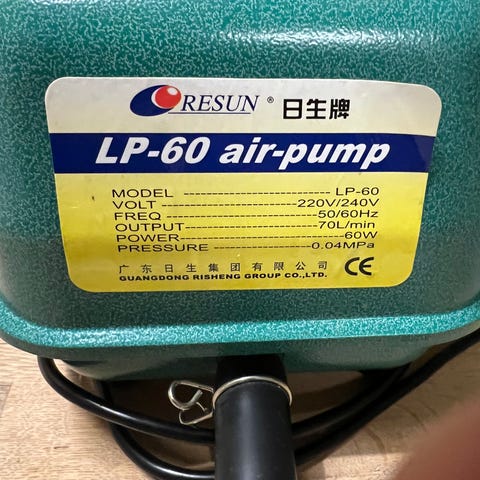 RESUN® 日生牌
LP-60 air-pump
MODEL ---------------------------------- LP-60
VOLT --------------------------- 220V/240V
FREQ ------------------------------ 50/60Hz
OUTPUT ---------------------------- 70L/min
POWER ---------------------------------- 60W
PRESSURE ----------------------- 0.04MPa
广东日生集团有限公司 CE
GUANGDONG RISHENG GROUP CO.,LTD.